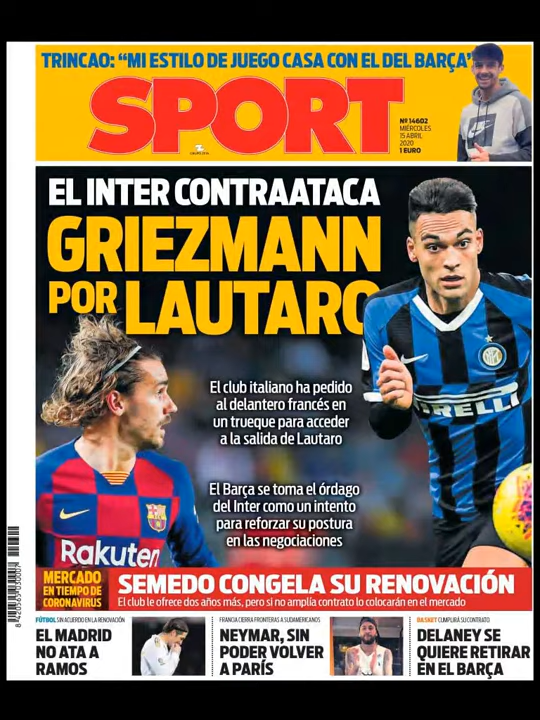 TRINCAO: “MI ESTILO DE JUEGO CASA CON EL DEL BARÇA”
SPORT
Nº 14602
MIÉRCOLES
15 ABRIL
2020
1 EURO
EL INTER CONTRAATACA
GRIEZMANN
POR LAUTARO
El club italiano ha pedido
al delantero francés en
un trueque para acceder
a la salida de Lautaro
El Barça se toma el órdago
del Inter como un intento
para reforzar su postura
en las negociaciones
PIRELLI
Rakuten
MERCADO
EN TIEMPO DE
CORONAVIRUS
SEMEDO CONGELA SU RENOVACIÓN
El club le ofrece dos años más, pero si no amplía contrato lo colocarán en el mercado
FÚTBOL SIN ACUERDO EN LA RENOVACIÓN
EL MADRID
NO ATA A
RAMOS
FRANCIA CIERRA FRONTERAS A SUDAMERICANOS
NEYMAR, SIN
PODER VOLVER
A PARÍS
BASKET CUMPLIRÁ SU CONTRATO
DELANEY SE
QUIERE RETIRAR
EN EL BARÇA